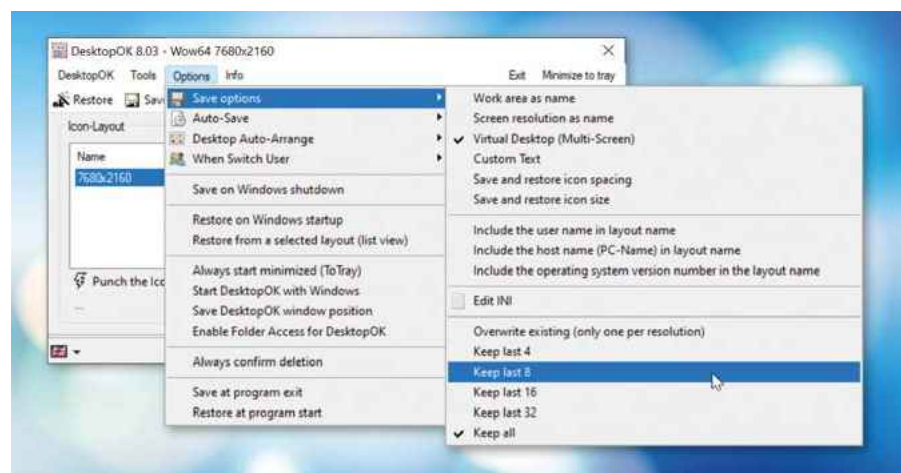 DesktopOK 8.03 - Wow64 7680x2160
DesktopOK Tools Options Info Exit Minimize to tray
Restore
Icon-Layout
Name
7680x2160
Punch the
...
Save options
Auto-Save
Desktop Auto-Arrange
When Switch User
Save on Windows shutdown
Restore on Windows startup
Restore from a selected layout (list view)
Always start minimized (ToTray)
Start DesktopOK with Windows
Save DesktopOK window position
Enable Folder Access for DesktopOK
Always confirm deletion
Save at program exit
Restore at program start
Work area as name
Screen resolution as name
Virtual Desktop (Multi-Screen)
Custom Text
Save and restore icon spacing
Save and restore icon size
Include the user name in layout name
Include the host name (PC-Name) in layout name
Include the operating system version number in the layout name
Edit INI
Overwrite existing (only one per resolution)
Keep last 4
Keep last 8
Keep last 16
Keep last 32
Keep all